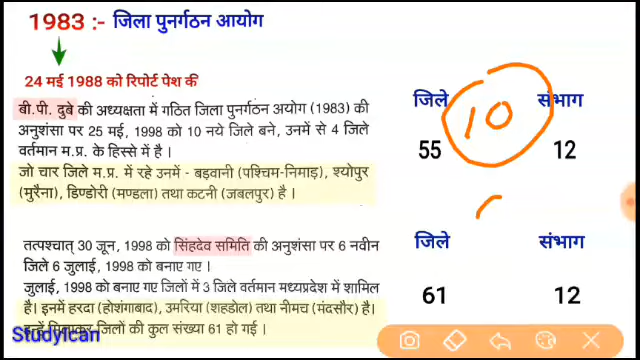 1983 :- जिला पुनर्गठन आयोग
24 मई 1988 को रिपोर्ट पेश की
बी.पी. दुबे की अध्यक्षता में गठित जिला पुनर्गठन अयोग (1983) की
अनुशंसा पर 25 मई, 1998 को 10 नये जिले बने, उनमें से 4 जिले
वर्तमान म.प्र. के हिस्से में है ।
जो चार जिले म.प्र. में रहे उनमें - बड़वानी (पश्चिम-निमाड़), श्योपुर
(मुरैना), डिण्डोरी (मण्डला) तथा कटनी (जबलपुर) है ।
जिले संभाग
55 12
10
तत्पश्चात् 30 जून, 1998 को सिंहदेव समिति की अनुशंसा पर 6 नवीन
जिले 6 जुलाई, 1998 को बनाए गए ।
जुलाई, 1998 को बनाए गए जिलों में 3 जिले वर्तमान मध्यप्रदेश में शामिल
है। इनमें हरदा (होशंगाबाद), उमरिया (शहडोल) तथा नीमच (मंदसौर) है।
इन्हें मिलाकर जिलों की कुल संख्या 61 हो गई ।
जिले संभाग
61 12
StudyIcan